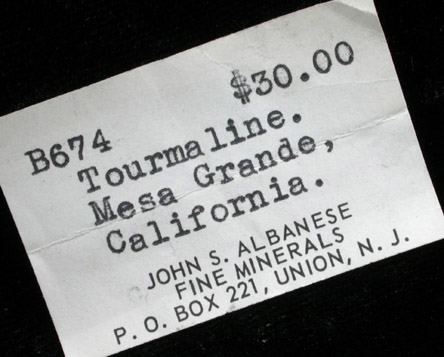 $30.00
B674
Tourmaline.
Mesa Grande,
California.
JOHN S. ALBANESE
FINE MINERALS
P. O. BOX 221, UNION, N. J.